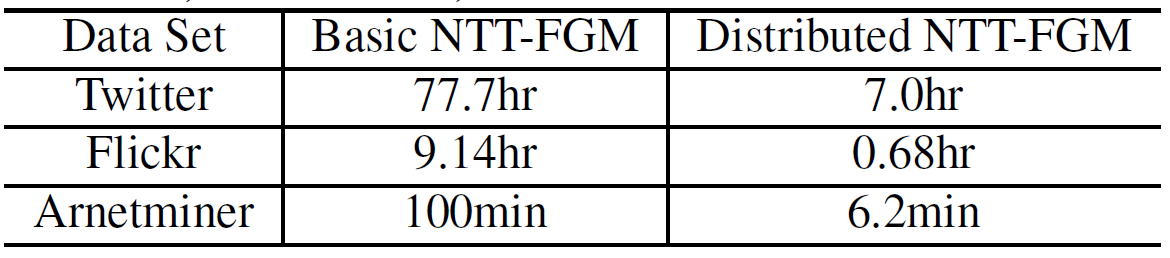 Data Set Basic NTT-FGM Distributed NTT-FGM
Twitter 77.7hr 7.0hr
Flickr 9.14hr 0.68hr
Arnetminer 100min 6.2min